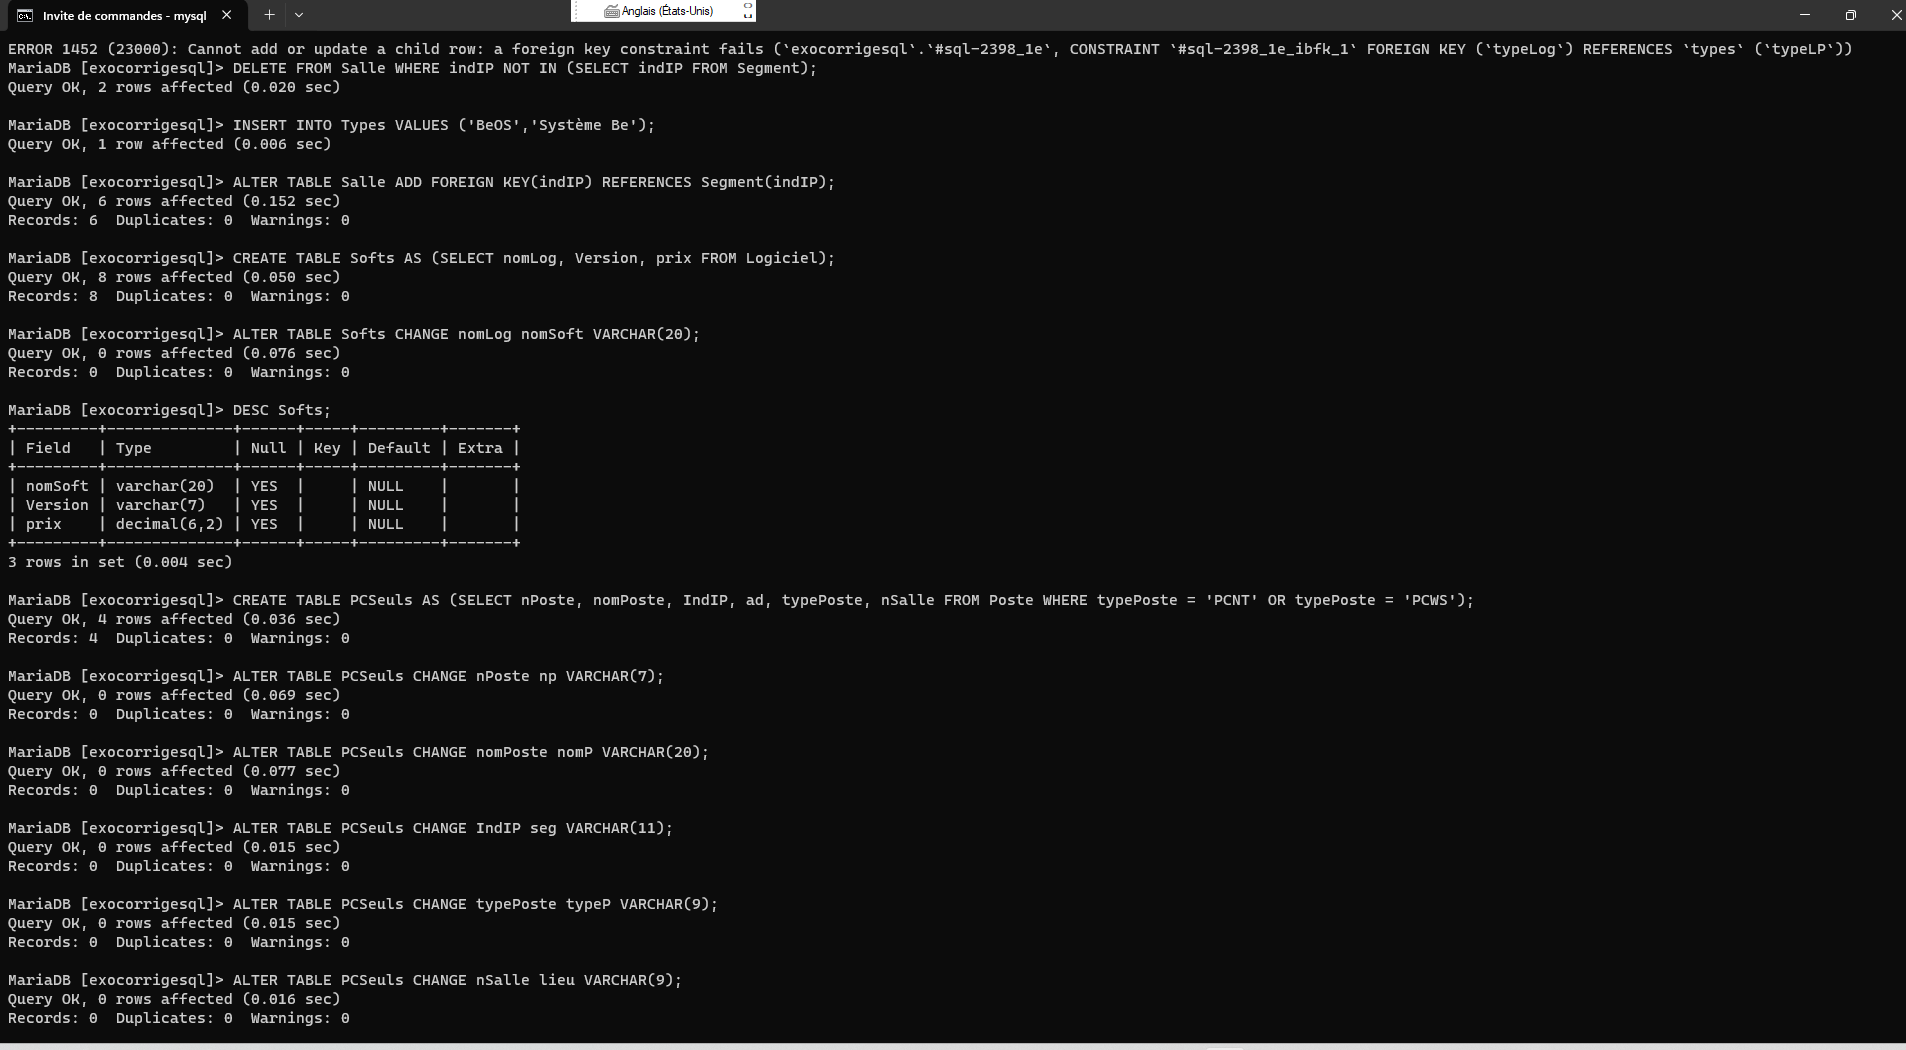 Invite de commandes - mysql
Anglais (États-Unis)
ERROR 1452 (23000): Cannot add or update a child row: a foreign key constraint fails (`exocorrigesql`.`#sql-2398_1e`, CONSTRAINT `#sql-2398_1e_ibfk_1` FOREIGN KEY (`typeLog`) REFERENCES `types` (`typeLP`))
MariaDB [exocorrigesql]> DELETE FROM Salle WHERE indIP NOT IN (SELECT indIP FROM Segment);
Query OK, 2 rows affected (0.020 sec)

MariaDB [exocorrigesql]> INSERT INTO Types VALUES ('BeOS','Système Be');
Query OK, 1 row affected (0.006 sec)

MariaDB [exocorrigesql]> ALTER TABLE Salle ADD FOREIGN KEY(indIP) REFERENCES Segment(indIP);
Query OK, 6 rows affected (0.152 sec)
Records: 6  Duplicates: 0  Warnings: 0

MariaDB [exocorrigesql]> CREATE TABLE Softs AS (SELECT nomLog, Version, prix FROM Logiciel);
Query OK, 8 rows affected (0.050 sec)
Records: 8  Duplicates: 0  Warnings: 0

MariaDB [exocorrigesql]> ALTER TABLE Softs CHANGE nomLog nomSoft VARCHAR(20);
Query OK, 0 rows affected (0.076 sec)
Records: 0  Duplicates: 0  Warnings: 0

MariaDB [exocorrigesql]> DESC Softs;
+---------+--------------+------+-----+---------+-------+
| Field   | Type         | Null | Key | Default | Extra |
+---------+--------------+------+-----+---------+-------+
| nomSoft | varchar(20)  | YES  |     | NULL    |       |
| Version | varchar(7)   | YES  |     | NULL    |       |
| prix    | decimal(6,2) | YES  |     | NULL    |       |
+---------+--------------+------+-----+---------+-------+
3 rows in set (0.004 sec)

MariaDB [exocorrigesql]> CREATE TABLE PCSeuls AS (SELECT nPoste, nomPoste, IndIP, ad, typePoste, nSalle FROM Poste WHERE typePoste = 'PCNT' OR typePoste = 'PCWS');
Query OK, 4 rows affected (0.036 sec)
Records: 4  Duplicates: 0  Warnings: 0

MariaDB [exocorrigesql]> ALTER TABLE PCSeuls CHANGE nPoste np VARCHAR(7);
Query OK, 0 rows affected (0.069 sec)
Records: 0  Duplicates: 0  Warnings: 0

MariaDB [exocorrigesql]> ALTER TABLE PCSeuls CHANGE nomPoste nomP VARCHAR(20);
Query OK, 0 rows affected (0.077 sec)
Records: 0  Duplicates: 0  Warnings: 0

MariaDB [exocorrigesql]> ALTER TABLE PCSeuls CHANGE IndIP seg VARCHAR(11);
Query OK, 0 rows affected (0.015 sec)
Records: 0  Duplicates: 0  Warnings: 0

MariaDB [exocorrigesql]> ALTER TABLE PCSeuls CHANGE typePoste typeP VARCHAR(9);
Query OK, 0 rows affected (0.015 sec)
Records: 0  Duplicates: 0  Warnings: 0

MariaDB [exocorrigesql]> ALTER TABLE PCSeuls CHANGE nSalle lieu VARCHAR(9);
Query OK, 0 rows affected (0.016 sec)
Records: 0  Duplicates: 0  Warnings: 0